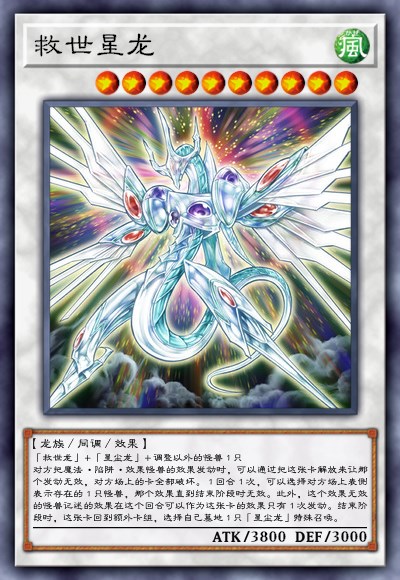 救世星龙
風
【龙族／同调／效果】
「救世龙」＋「星尘龙」＋调整以外的怪兽1只
对方把魔法·陷阱·效果怪兽的效果发动时，可以通过把这张卡解放来让那
个发动无效，对方场上的卡全部破坏。1回合1次，可以选择对方场上表侧
表示存在的1只怪兽，那个效果直到结束阶段时无效。此外，这个效果无效
的怪兽记述的效果在这个回合可以作为这张卡的效果只有1次发动。结束阶
段时，这张卡回到额外卡组，选择自己墓地1只「星尘龙」特殊召唤。
ATK/3800 DEF/3000